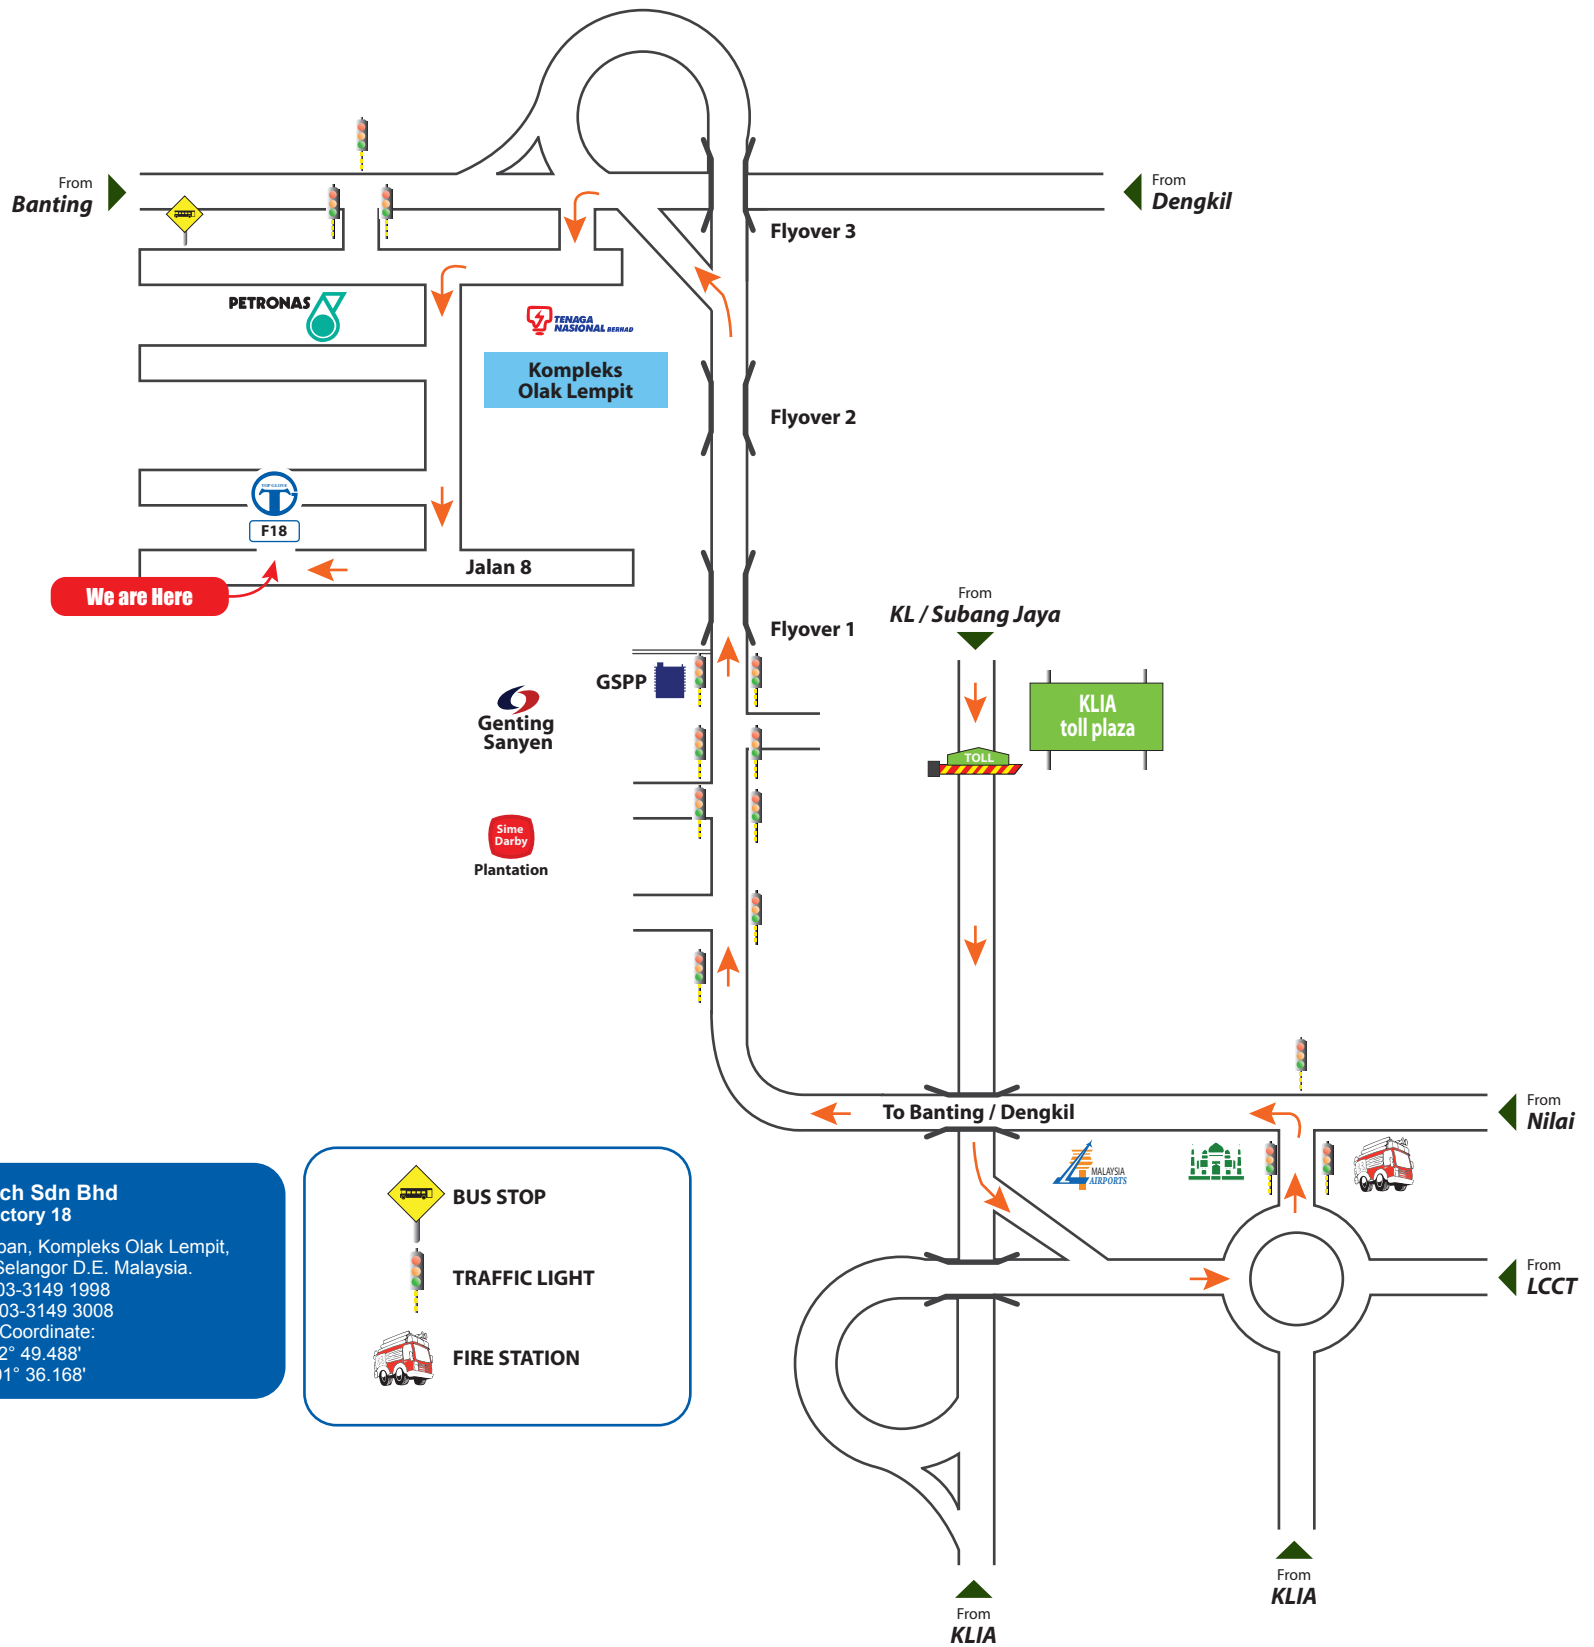 From
Banting
From
Dengkil
Flyover 3
PETRONAS
TENAGA
NASIONAL BERHAD
Kompleks
Olak Lempit
Flyover 2
TOP GLOVE
F18
Jalan 8
We are Here
From
KL / Subang Jaya
Flyover 1
GSPP
Genting
Sanyen
KLIA
toll plaza
TOLL
Sime
Darby
Plantation
To Banting / Dengkil
From
Nilai
MALAYSIA
AIRPORTS
From
LCCT
ch Sdn Bhd
ctory 18
ban, Kompleks Olak Lempit,
Selangor D.E. Malaysia.
03-3149 1998
03-3149 3008
Coordinate:
2° 49.488'
01° 36.168'
BUS STOP
TRAFFIC LIGHT
FIRE STATION
From
KLIA
From
KLIA